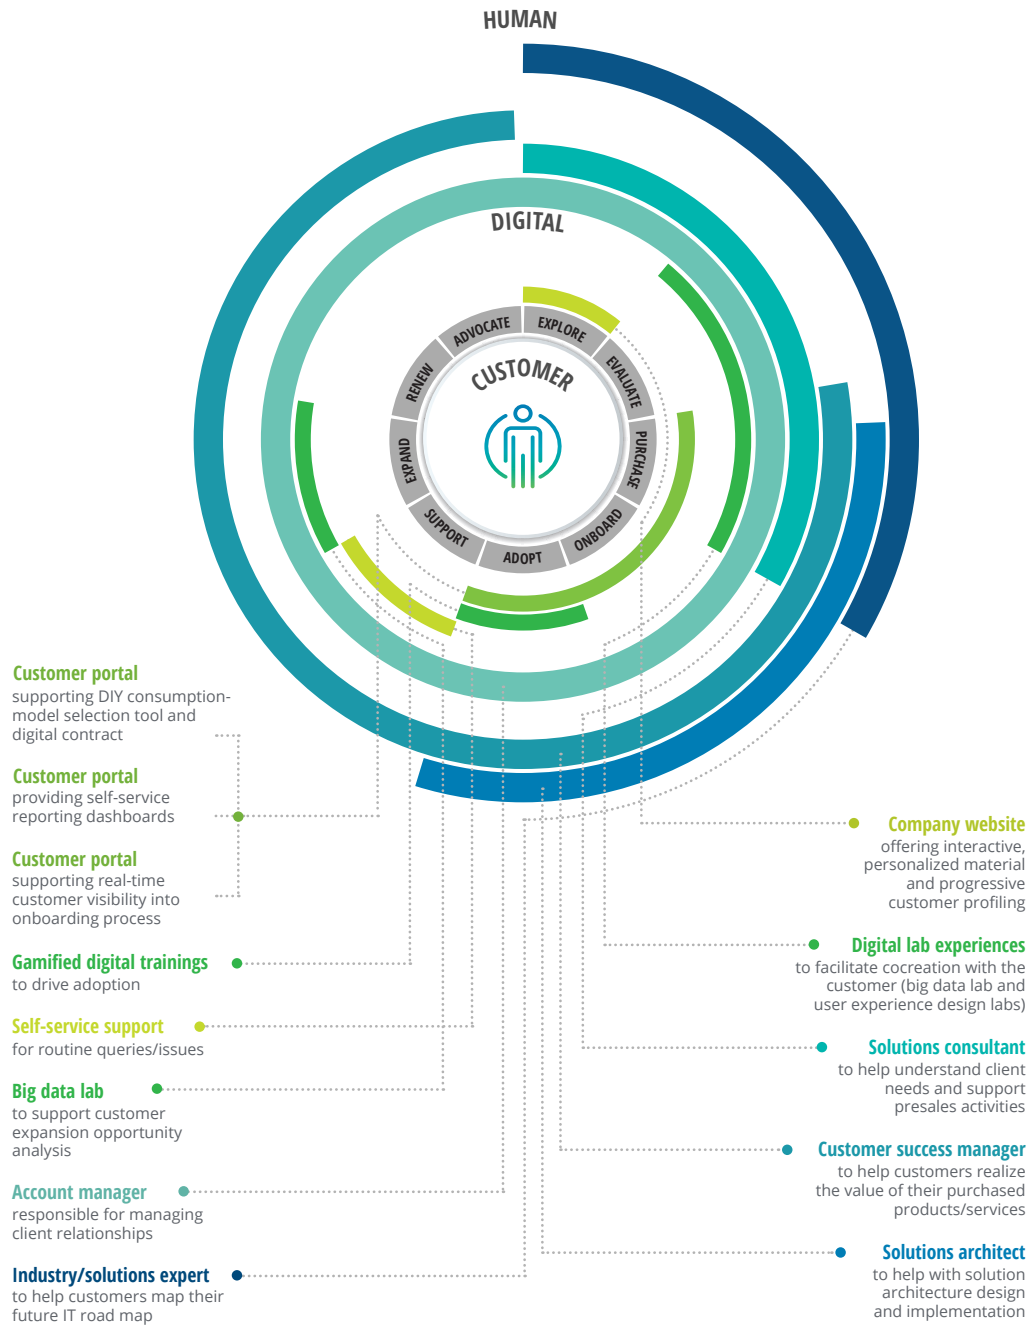 HUMAN
DIGITAL
CUSTOMER
EXPLORE
EVALUATE
PURCHASE
ONBOARD
ADOPT
SUPPORT
EXPAND
RENEW
ADVOCATE
Customer portal
supporting DIY consumption-
model selection tool and
digital contract
Customer portal
providing self-service
reporting dashboards
Customer portal
supporting real-time
customer visibility into
onboarding process
Gamified digital trainings
to drive adoption
Self-service support
for routine queries/issues
Big data lab
to support customer
expansion opportunity
analysis
Account manager
responsible for managing
client relationships
Industry/solutions expert
to help customers map their
future IT road map
Company website
offering interactive,
personalized material
and progressive
customer profiling
Digital lab experiences
to facilitate cocreation with the
customer (big data lab and
user experience design labs)
Solutions consultant
to help understand client
needs and support
presales activities
Customer success manager
to help customers realize
the value of their purchased
products/services
Solutions architect
to help with solution
architecture design
and implementation